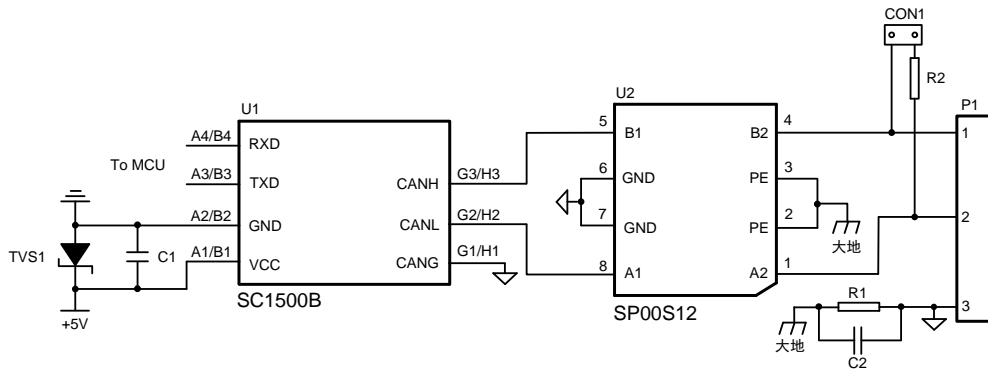 CON1
R2
U2
P1
U1
5
B1
B2
4
1
A4/B4
RXD
To MCU
A3/B3
TXD
CANH
G3/H3
6
GND
PE
3
A2/B2
GND
CANL
G2/H2
7
GND
PE
2
大地
2
TVS1
C1
A1/B1
VCC
CANG
G1/H1
8
A1
A2
1
SC1500B
SP00S12
R1
3
+5V
大地
C2